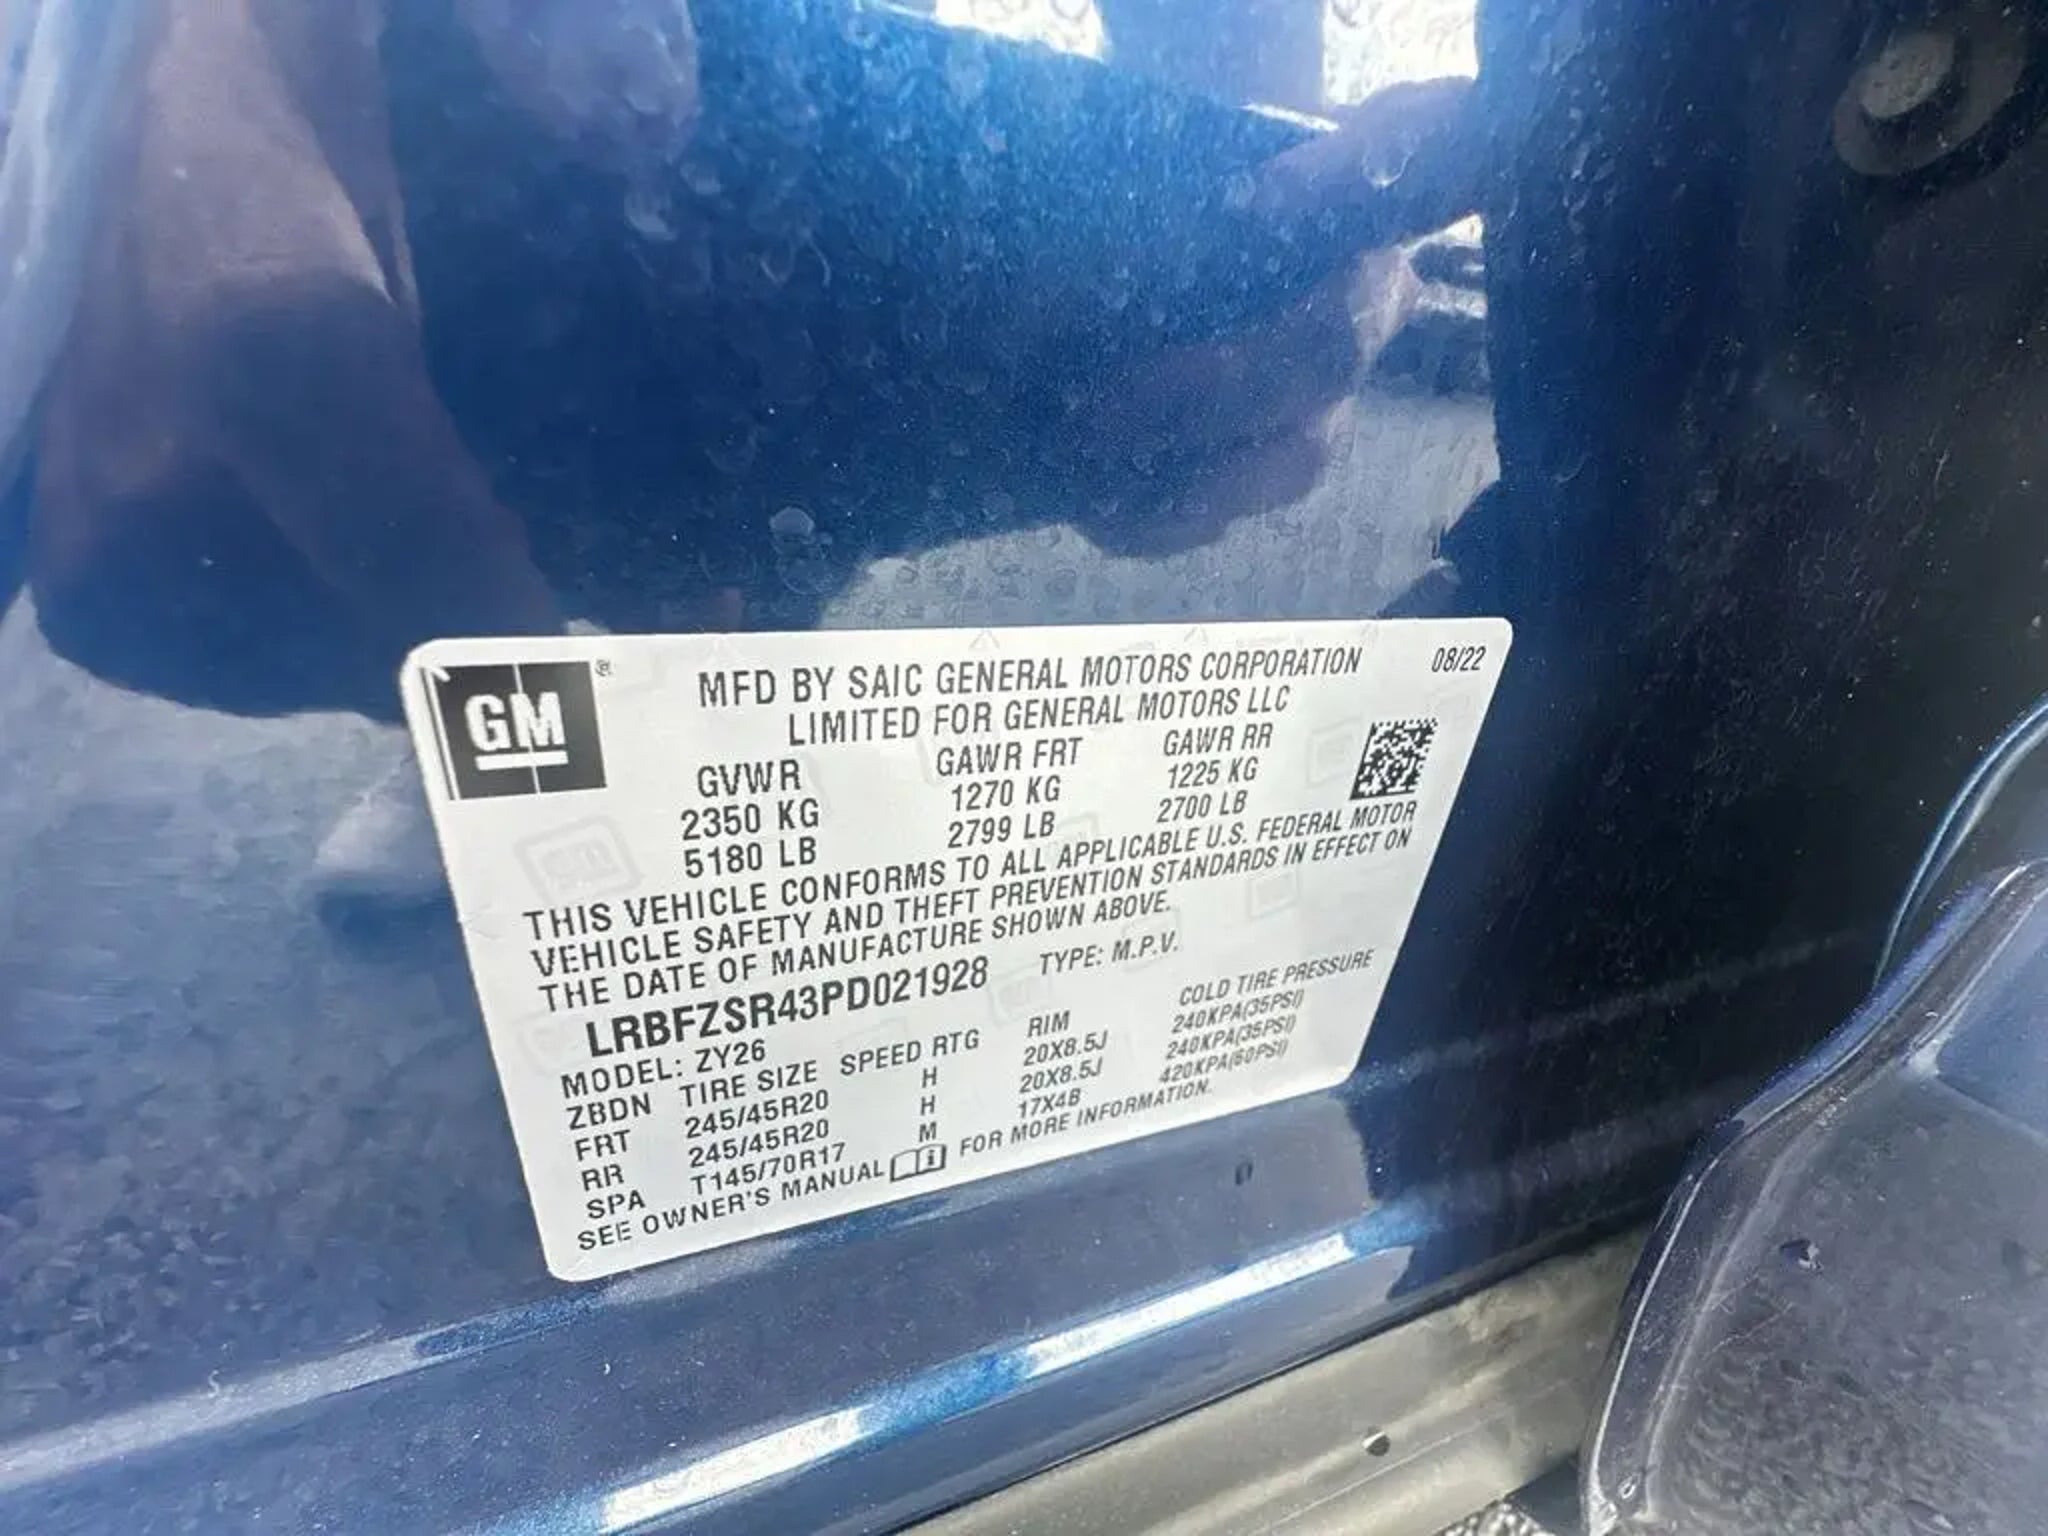 GM ®
MFD BY SAIC GENERAL MOTORS CORPORATION 08/22
LIMITED FOR GENERAL MOTORS LLC
GVWR GAWR FRT GAWR RR
2350 KG 1270 KG 1225 KG
5180 LB 2799 LB 2700 LB
THIS VEHICLE CONFORMS TO ALL APPLICABLE U.S. FEDERAL MOTOR
VEHICLE SAFETY AND THEFT PREVENTION STANDARDS IN EFFECT ON
THE DATE OF MANUFACTURE SHOWN ABOVE.
LRBFZSR43PD021928 TYPE: M.P.V.
MODEL: ZY26
ZBDN TIRE SIZE SPEED RTG RIM COLD TIRE PRESSURE
FRT 245/45R20 H 20X8.5J 240KPA(35PSI)
RR 245/45R20 H 20X8.5J 240KPA(35PSI)
SPA T145/70R17 M 17X4B 420KPA(60PSI)
SEE OWNER'S MANUAL i FOR MORE INFORMATION.